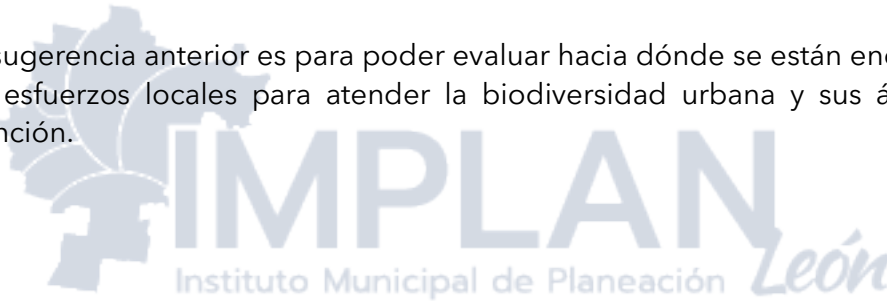 sugerencia anterior es para poder evaluar hacia dónde se están
esfuerzos locales para atender la biodiversidad urbana y sus
nción.
IMPLAN
Instituto Municipal de Planeación León